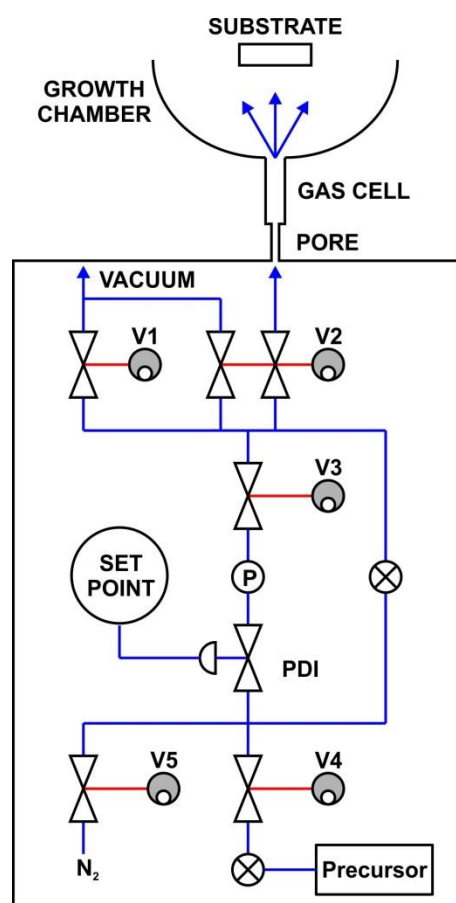 SUBSTRATE
GROWTH
CHAMBER
GAS CELL
PORE
VACUUM
V1
V2
V3
SET
POINT
P
PDI
V5
V4
N₂
Precursor